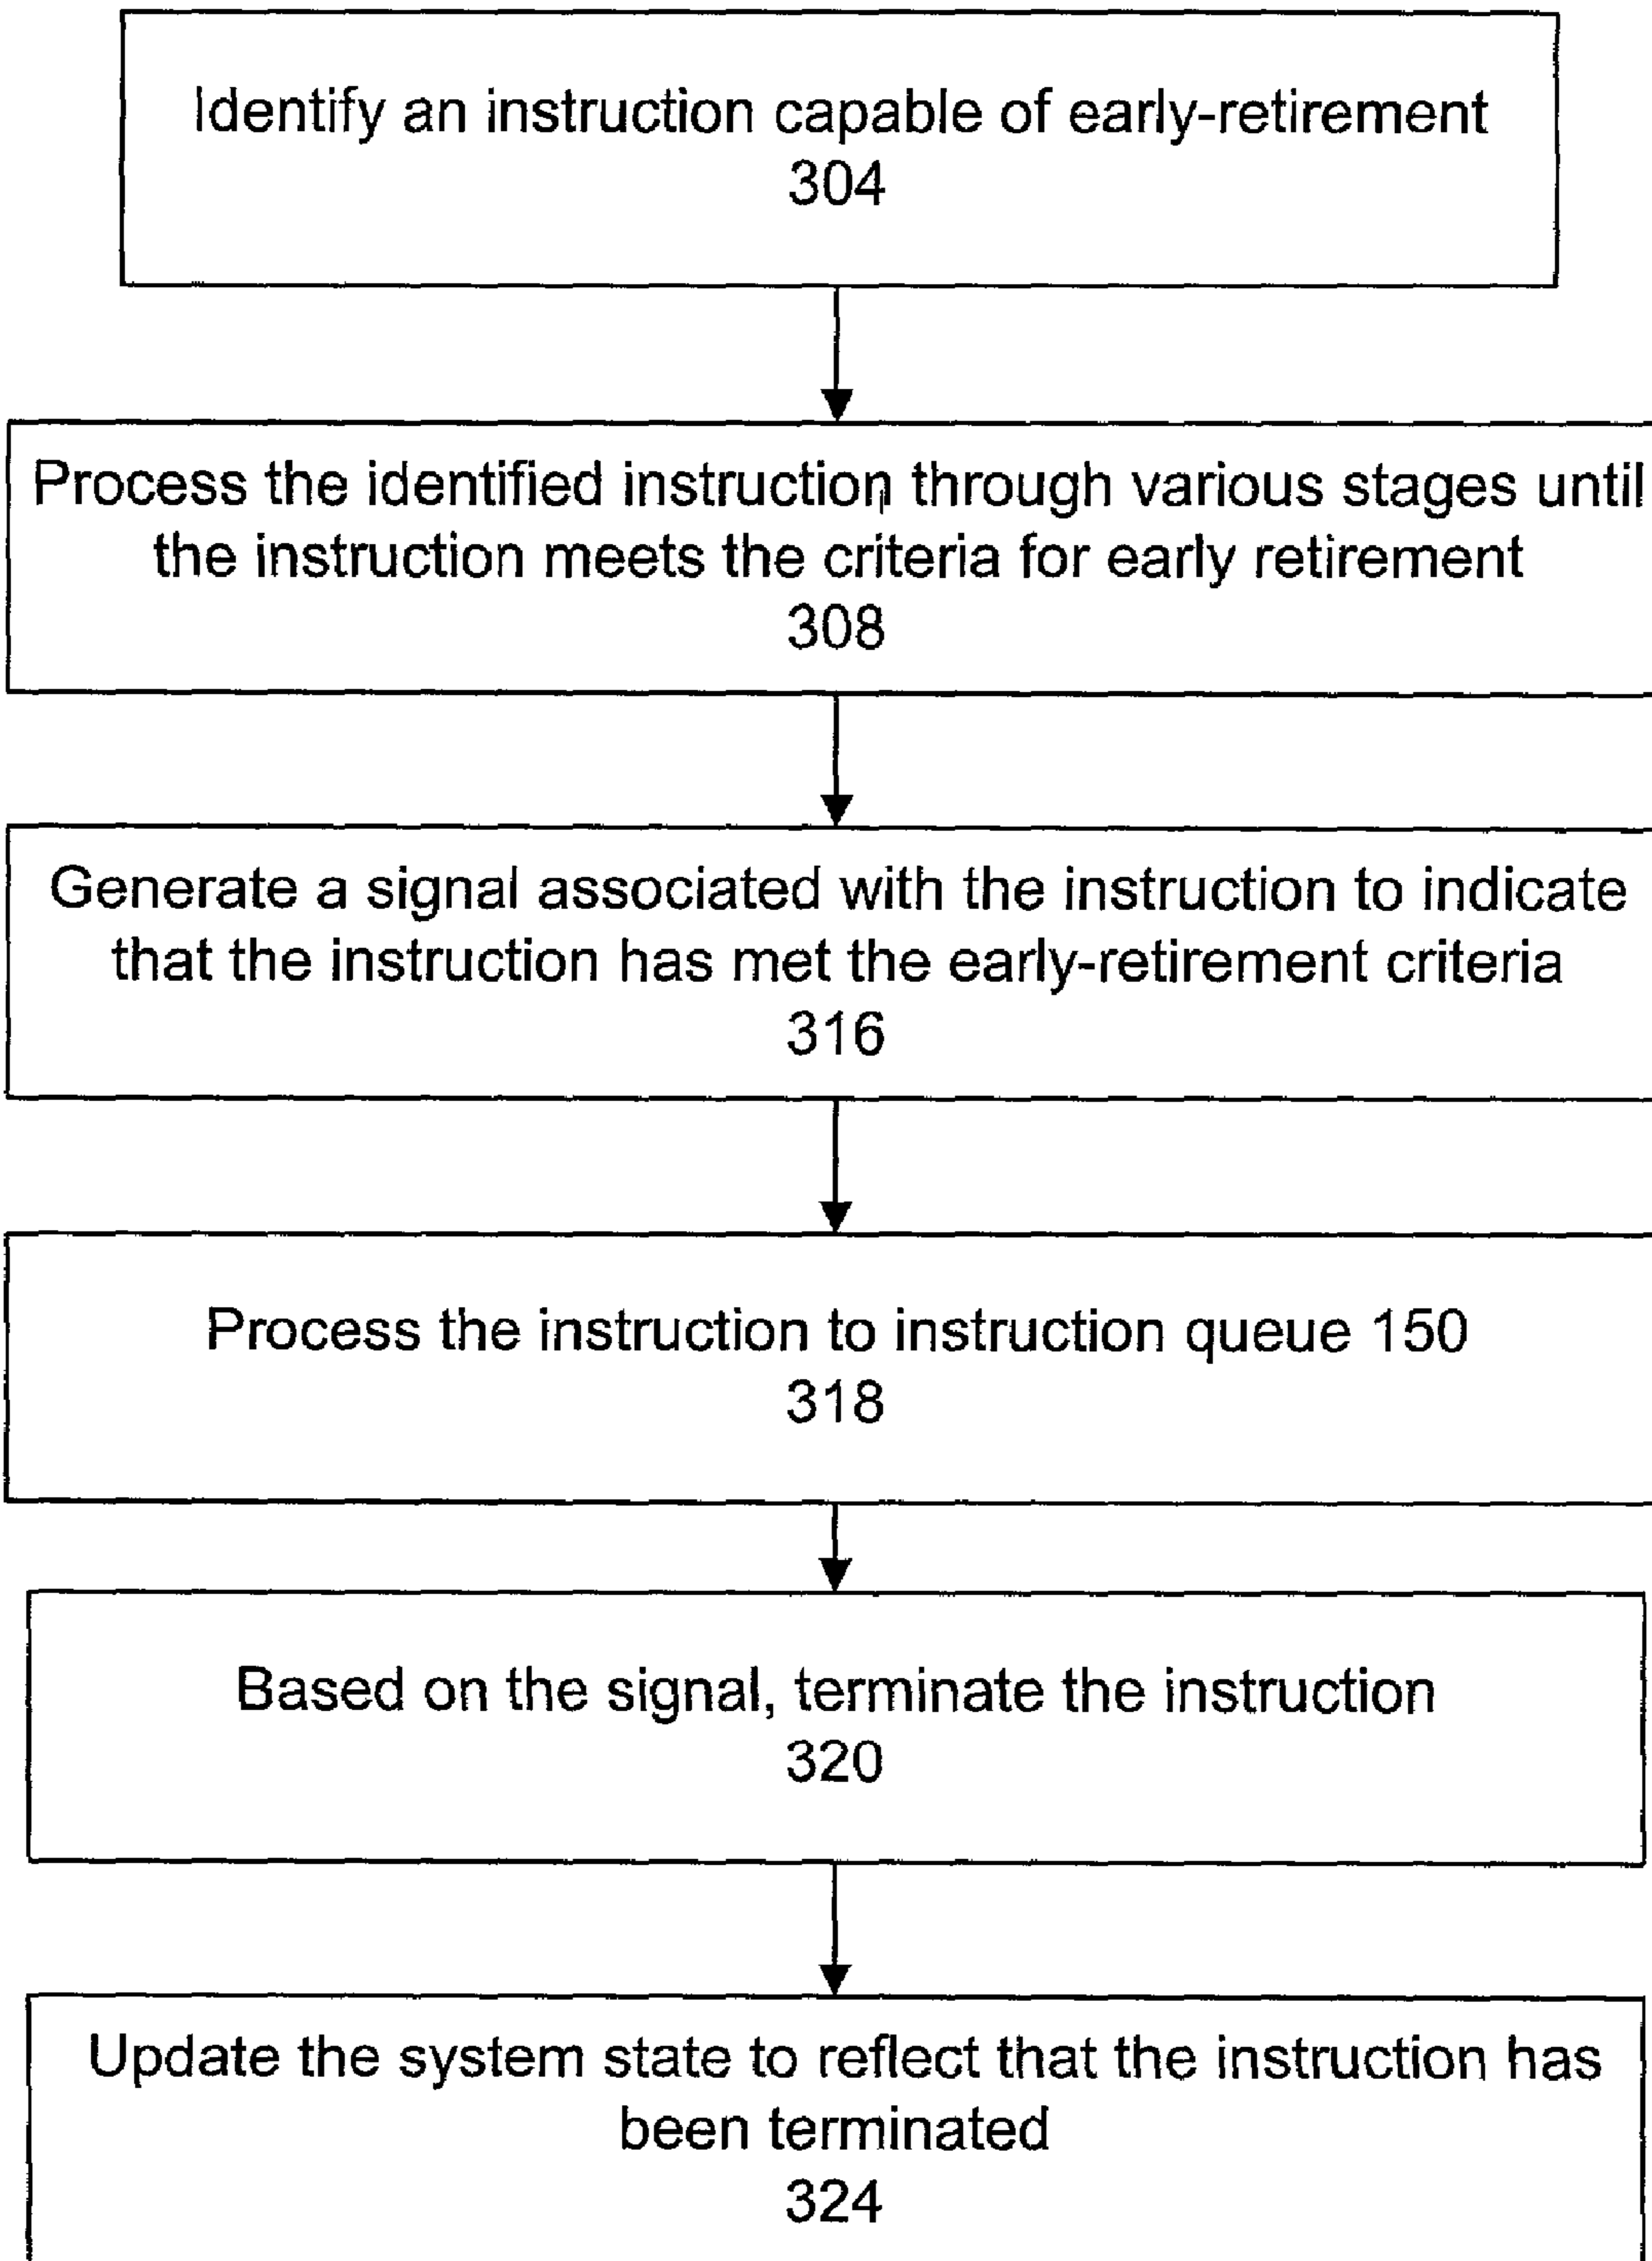 Identify an instruction capable of early-retirement
304
Process the identified instruction through various stages until
the instruction meets the criteria for early retirement
308
Generate a signal associated with the instruction to indicate
that the instruction has met the early-retirement criteria
316
Process the instruction to instruction queue 150
318
Based on the signal, terminate the instruction
320
Update the system state to reflect that the instruction has
been terminated
324